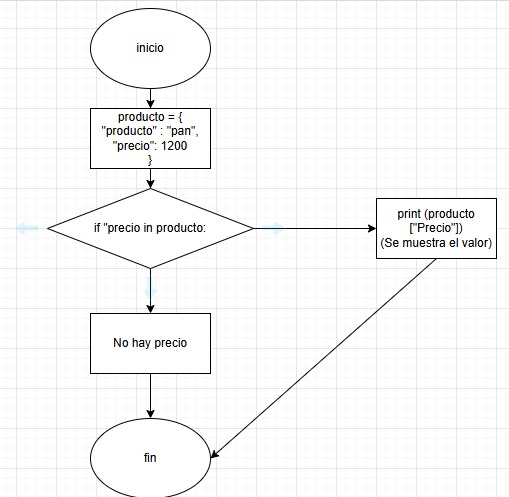 inicio
producto = {
"producto" : "pan",
"precio": 1200
}
if "precio in producto:
print (producto
["Precio"])
(Se muestra el valor)
No hay precio
fin